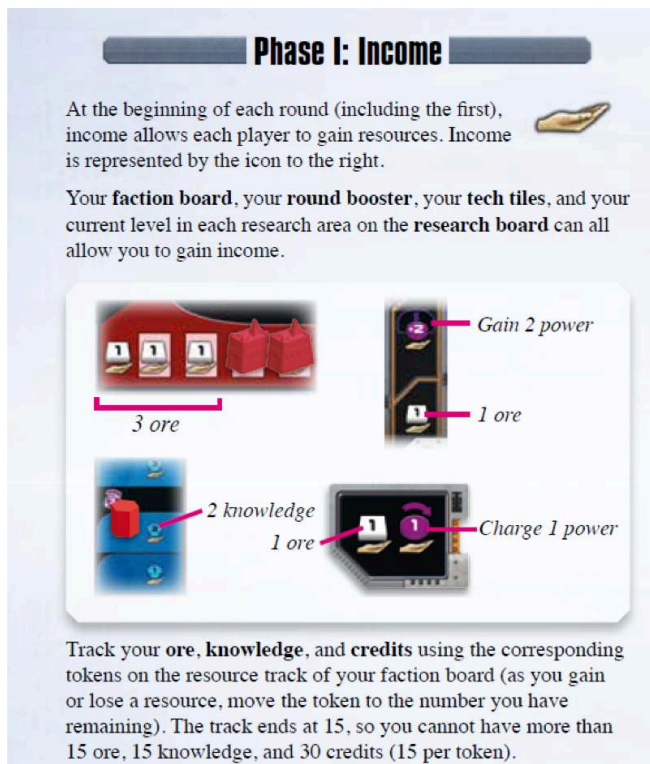 Phase I: Income
At the beginning of each round (including the first),
income allows each player to gain resources. Income
is represented by the icon to the right.
Your faction board, your round booster, your tech tiles, and your
current level in each research area on the research board can all
allow you to gain income.
1 1 1
3 ore
+2
Gain 2 power
1
1 ore
2 knowledge
1 ore
1 1
Charge 1 power
Track your ore, knowledge, and credits using the corresponding
tokens on the resource track of your faction board (as you gain
or lose a resource, move the token to the number you have
remaining). The track ends at 15, so you cannot have more than
15 ore, 15 knowledge, and 30 credits (15 per token).